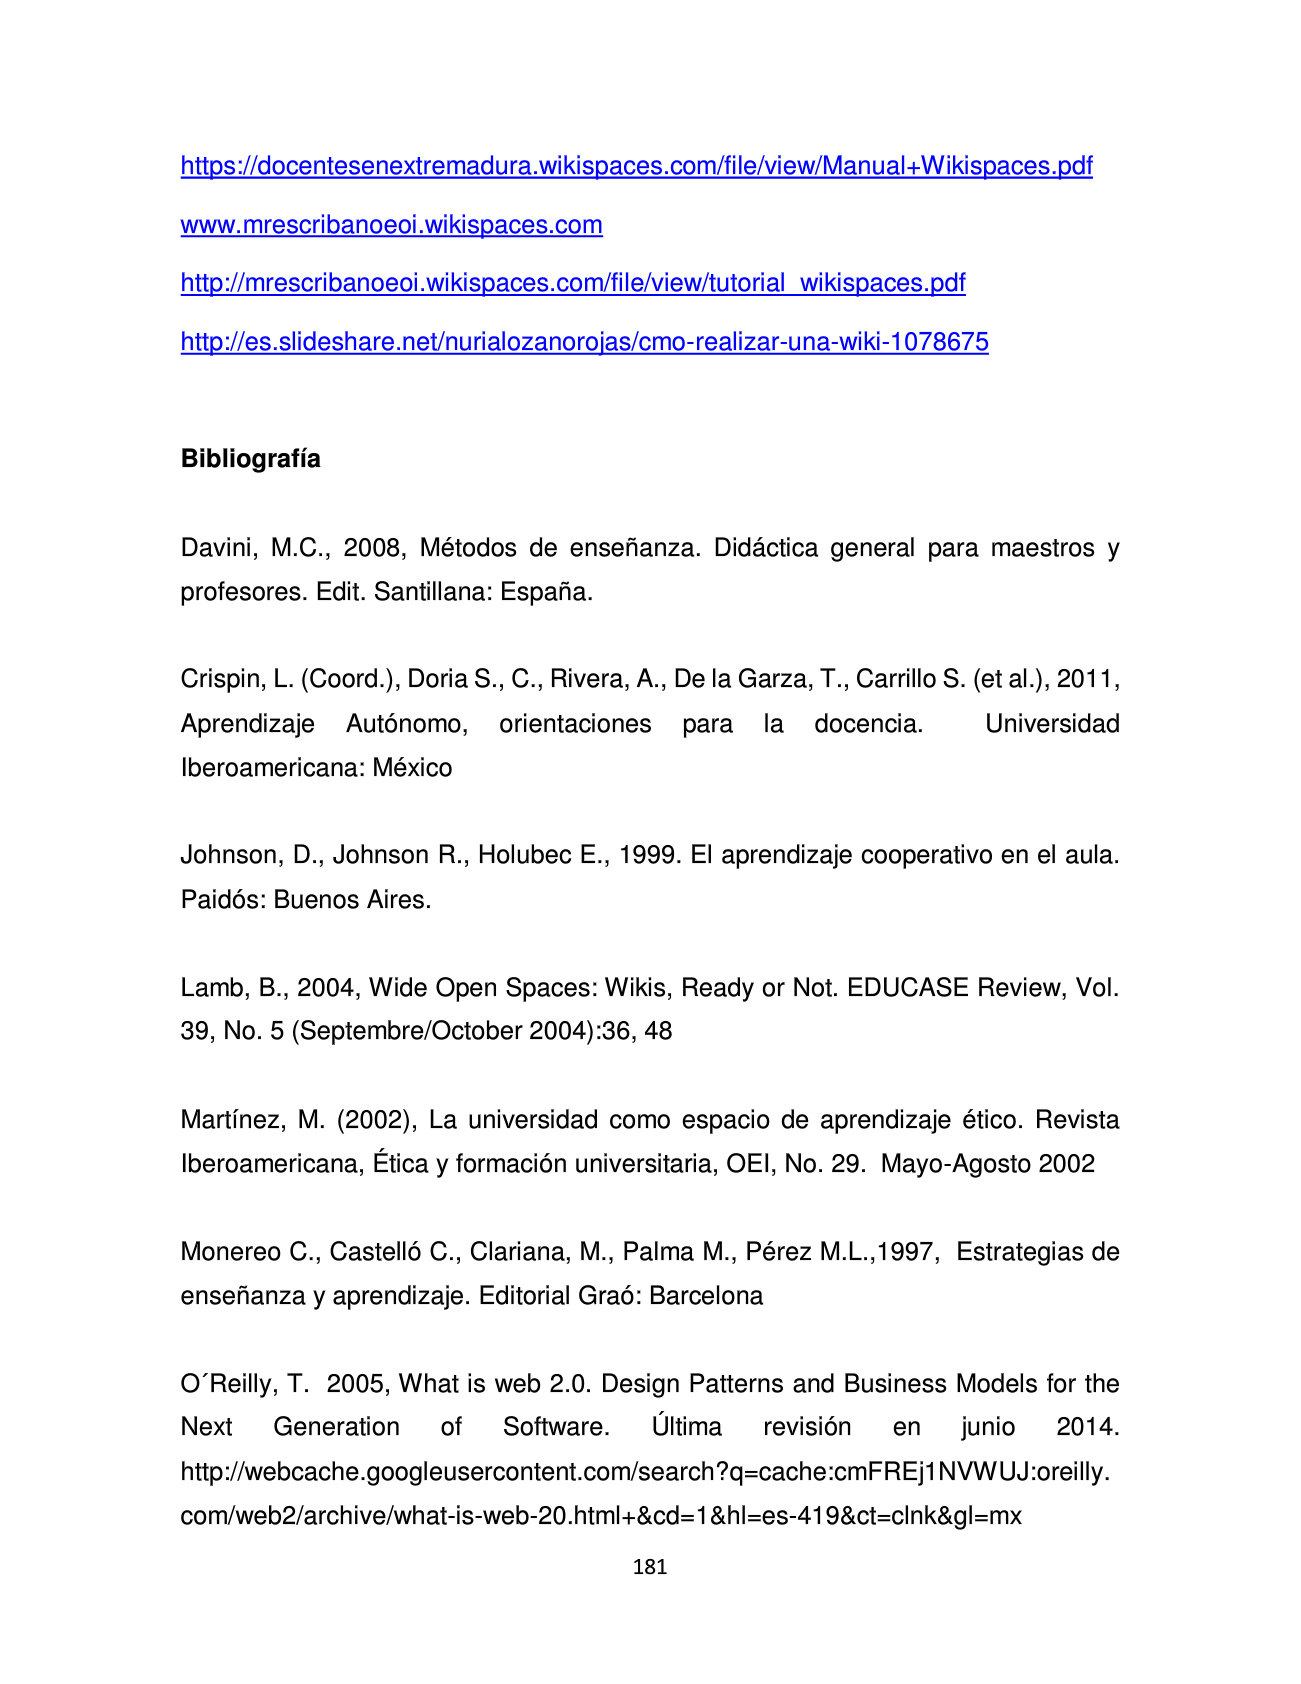 https://docentesenextremadura.wikispaces.com/file/view/Manual+Wikispaces.pdf
www.mrescribanoeoi.wikispaces.com
http://mrescribanoeoi.wikispaces.com/file/view/tutorial_wikispaces.pdf
http://es.slideshare.net/nurialozanorojas/cmo-realizar-una-wiki-1078675
Bibliografía
Davini, M.C., 2008, Métodos de enseñanza. Didáctica general para maestros y
profesores. Edit. Santillana: España.
Crispin, L. (Coord.), Doria S., C., Rivera, A., De la Garza, T., Carrillo S. (et al.), 2011,
Aprendizaje Autónomo, orientaciones para la docencia. Universidad
Iberoamericana: México
Johnson, D., Johnson R., Holubec E., 1999. El aprendizaje cooperativo en el aula.
Paidós: Buenos Aires.
Lamb, B., 2004, Wide Open Spaces: Wikis, Ready or Not. EDUCASE Review, Vol.
39, No. 5 (Septembre/October 2004):36, 48
Martínez, M. (2002), La universidad como espacio de aprendizaje ético. Revista
Iberoamericana, Ética y formación universitaria, OEI, No. 29. Mayo-Agosto 2002
Monereo C., Castelló C., Clariana, M., Palma M., Pérez M.L.,1997, Estrategias de
enseñanza y aprendizaje. Editorial Graó: Barcelona
O´Reilly, T. 2005, What is web 2.0. Design Patterns and Business Models for the
Next Generation of Software. Última revisión en junio 2014.
http://webcache.googleusercontent.com/search?q=cache:cmFREj1NVWUJ:oreilly.
com/web2/archive/what-is-web-20.html+&cd=1&hl=es-419&ct=clnk&gl=mx
181